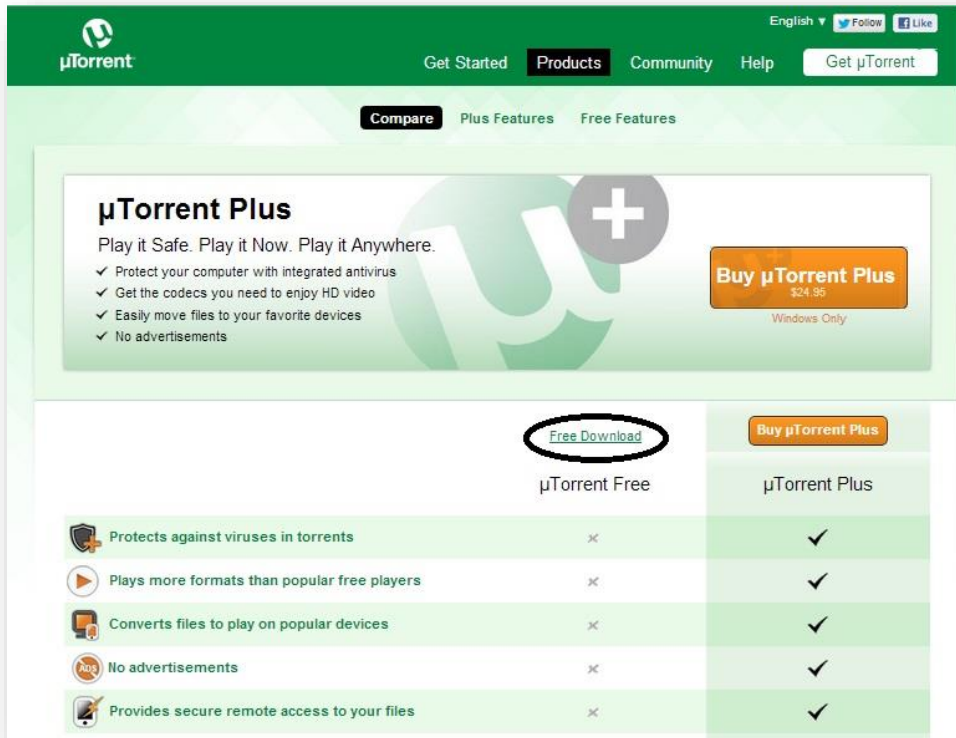 English ▼ Follow Like
µTorrent
Get Started Products Community Help Get µTorrent
Compare Plus Features Free Features
µTorrent Plus
Play it Safe. Play it Now. Play it Anywhere.
✓ Protect your computer with integrated antivirus
✓ Get the codecs you need to enjoy HD video
✓ Easily move files to your favorite devices
✓ No advertisements
Buy µTorrent Plus
$24.95
Windows Only
Free Download Buy µTorrent Plus
µTorrent Free µTorrent Plus
Protects against viruses in torrents
Plays more formats than popular free players
Converts files to play on popular devices
ADS No advertisements
Provides secure remote access to your files